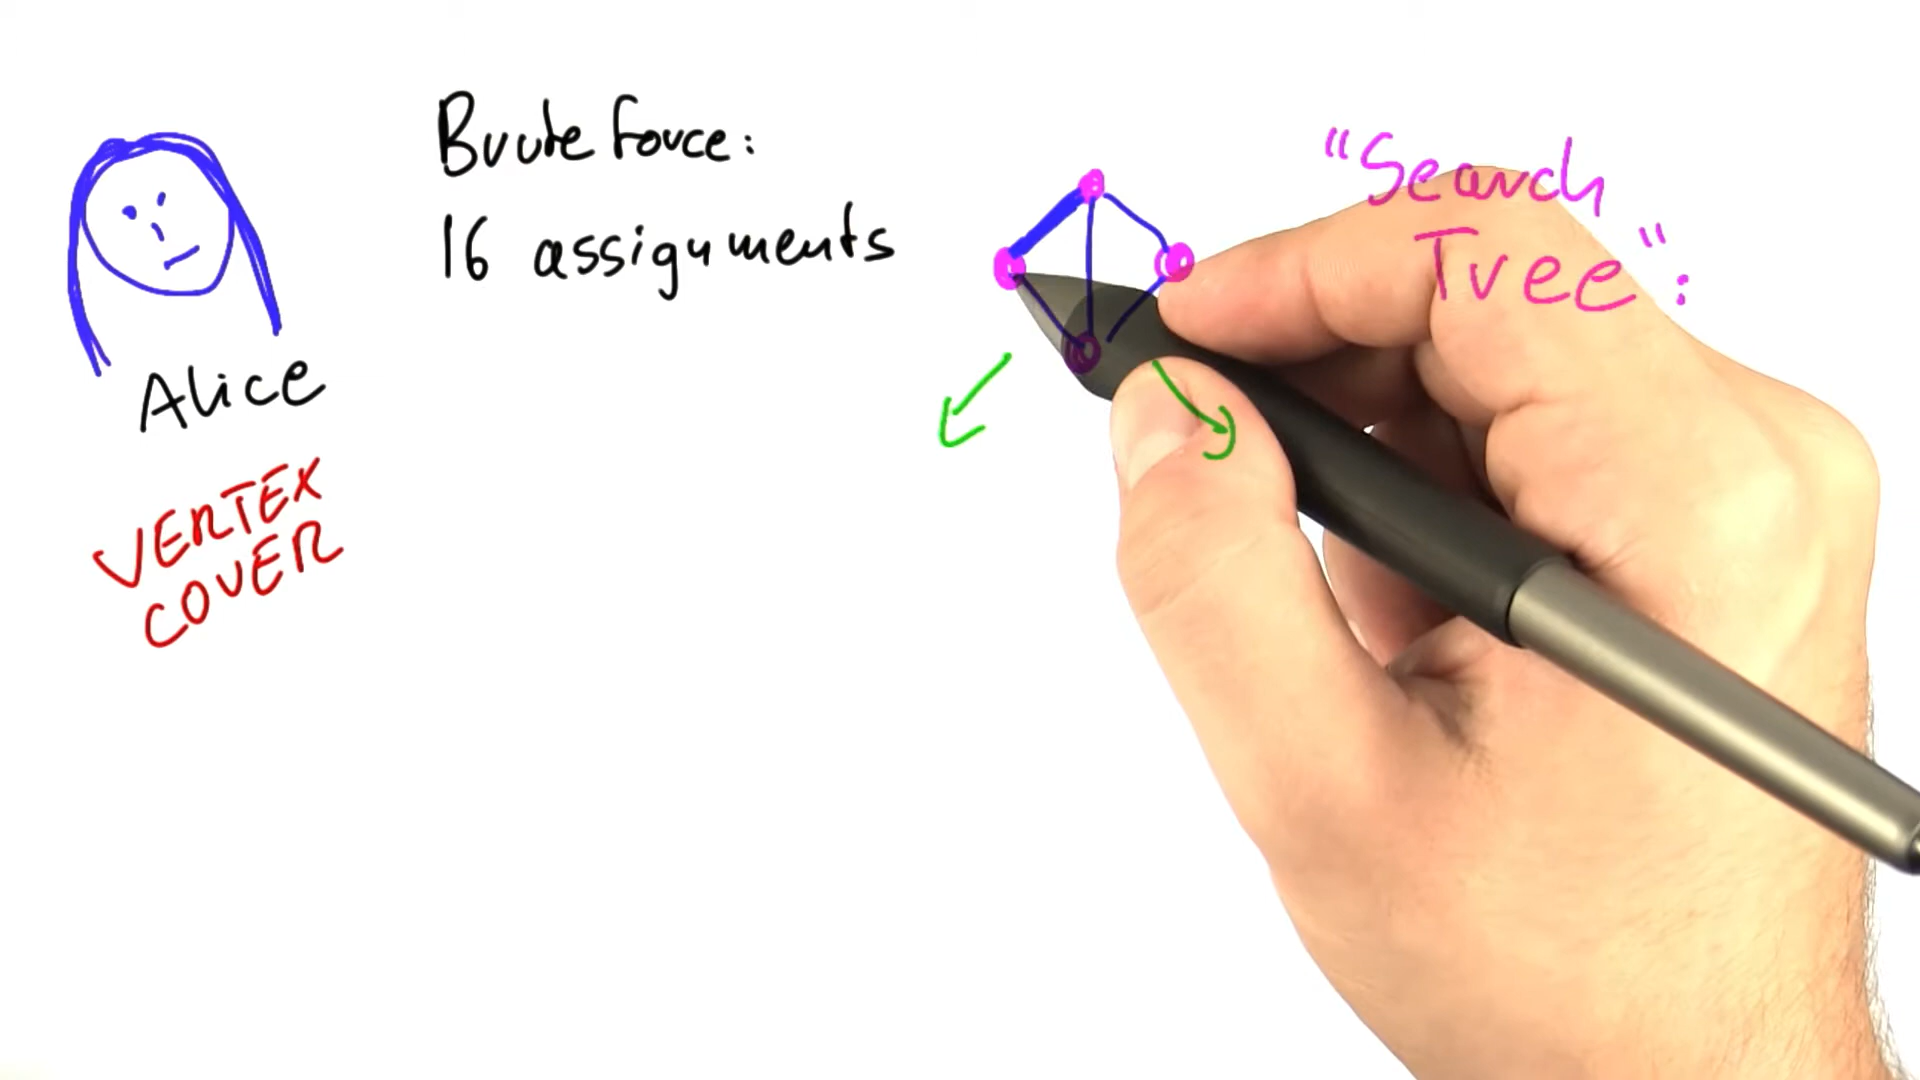 Brute force:
16 assignments
"Search
Tree":
Alice
VERTEX
COVER